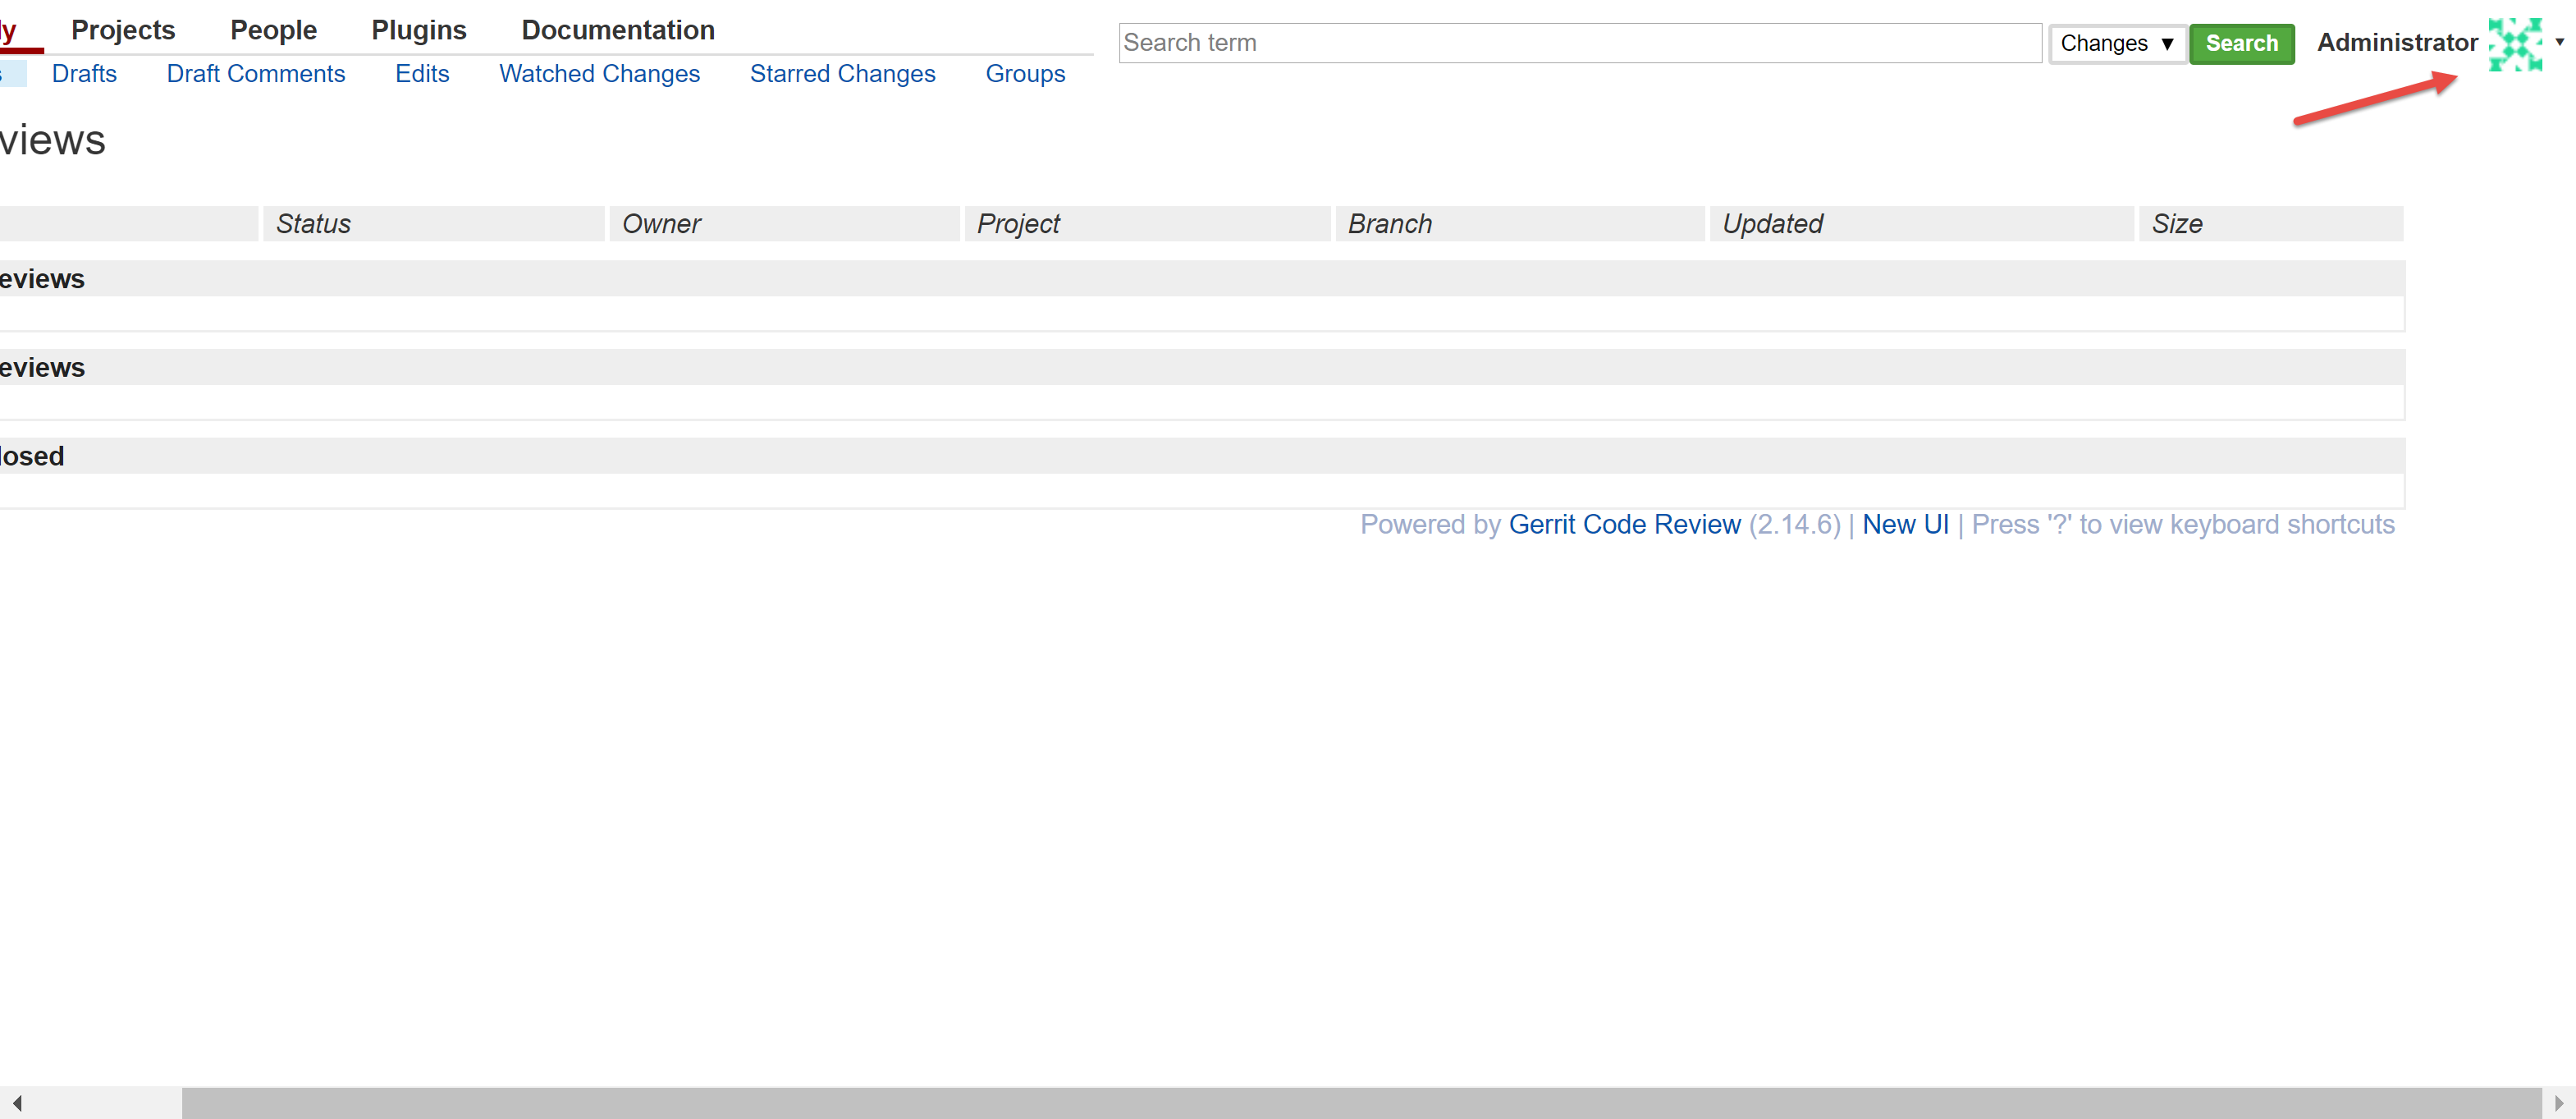 ly Projects People Plugins Documentation
Search term Changes ▼ Search Administrator ▾
s Drafts Draft Comments Edits Watched Changes Starred Changes Groups
views
Status Owner Project Branch Updated Size
eviews
eviews
losed
Powered by Gerrit Code Review (2.14.6) | New UI | Press '?' to view keyboard shortcuts